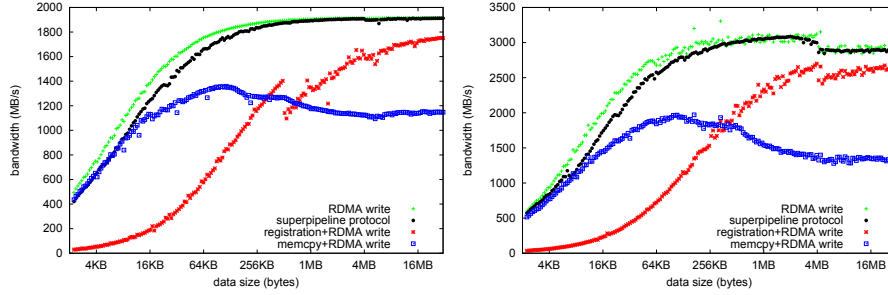 2000
1800
1600
1400
1200
1000
800
600
400
200
0
bandwidth (MB/s)
RDMA write
superpipeline protocol
registration+RDMA write
memcpy+RDMA write
4KB 16KB 64KB 256KB 1MB 4MB 16MB
data size (bytes)
3500
3000
2500
2000
1500
1000
500
0
bandwidth (MB/s)
RDMA write
superpipeline protocol
registration+RDMA write
memcpy+RDMA write
4KB 16KB 64KB 256KB 1MB 4MB 16MB
data size (bytes)